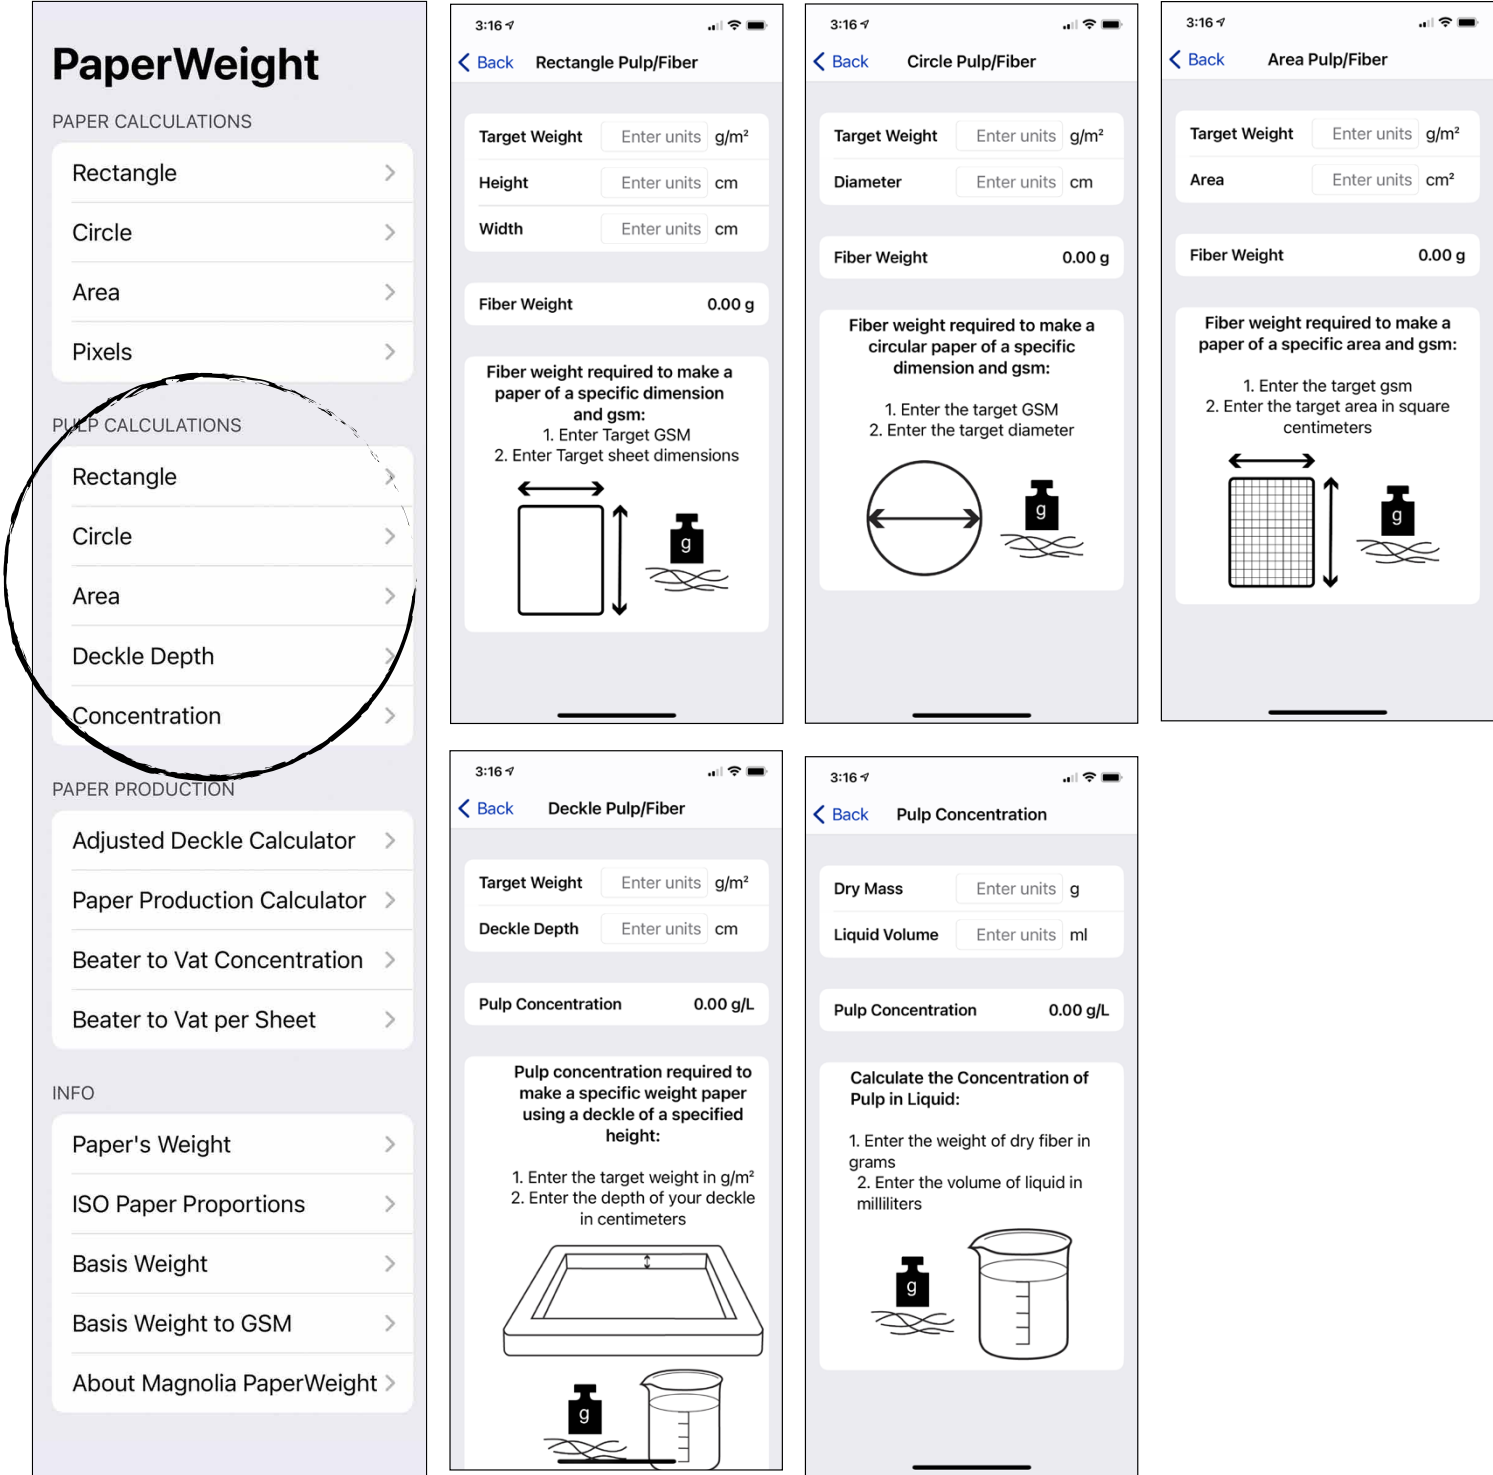 PaperWeight
PAPER CALCULATIONS
Rectangle
Circle
Area
Pixels
PULP CALCULATIONS
Rectangle
Circle
Area
Deckle Depth
Concentration
PAPER PRODUCTION
Adjusted Deckle Calculator
Paper Production Calculator
Beater to Vat Concentration
Beater to Vat per Sheet
INFO
Paper's Weight
ISO Paper Proportions
Basis Weight
Basis Weight to GSM
About Magnolia PaperWeight
3:16
Back Rectangle Pulp/Fiber
Target Weight Enter units g/m²
Height Enter units cm
Width Enter units cm
Fiber Weight 0.00 g
Fiber weight required to make a
paper of a specific dimension
and gsm:
1. Enter Target GSM
2. Enter Target sheet dimensions
g
3:16
Back Circle Pulp/Fiber
Target Weight Enter units g/m²
Diameter Enter units cm
Fiber Weight 0.00 g
Fiber weight required to make a
circular paper of a specific
dimension and gsm:
1. Enter the target GSM
2. Enter the target diameter
g
3:16
Back Area Pulp/Fiber
Target Weight Enter units g/m²
Area Enter units cm²
Fiber Weight 0.00 g
Fiber weight required to make a
paper of a specific area and gsm:
1. Enter the target gsm
2. Enter the target area in square
centimeters
g
3:16
Back Deckle Pulp/Fiber
Target Weight Enter units g/m²
Deckle Depth Enter units cm
Pulp Concentration 0.00 g/L
Pulp concentration required to
make a specific weight paper
using a deckle of a specified
height:
1. Enter the target weight in g/m²
2. Enter the depth of your deckle
in centimeters
g
3:16
Back Pulp Concentration
Dry Mass Enter units g
Liquid Volume Enter units ml
Pulp Concentration 0.00 g/L
Calculate the Concentration of
Pulp in Liquid:
1. Enter the weight of dry fiber in
grams
2. Enter the volume of liquid in
milliliters
g